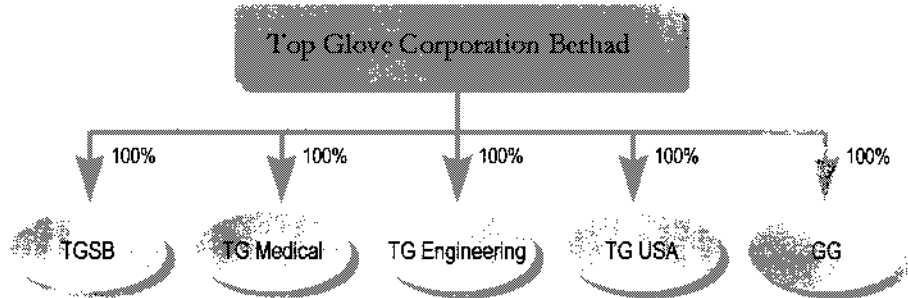 Top Glove Corporation Berhad
100% 100% 100% 100% 100%
TGSB TG Medical TG Engineering TG USA GG